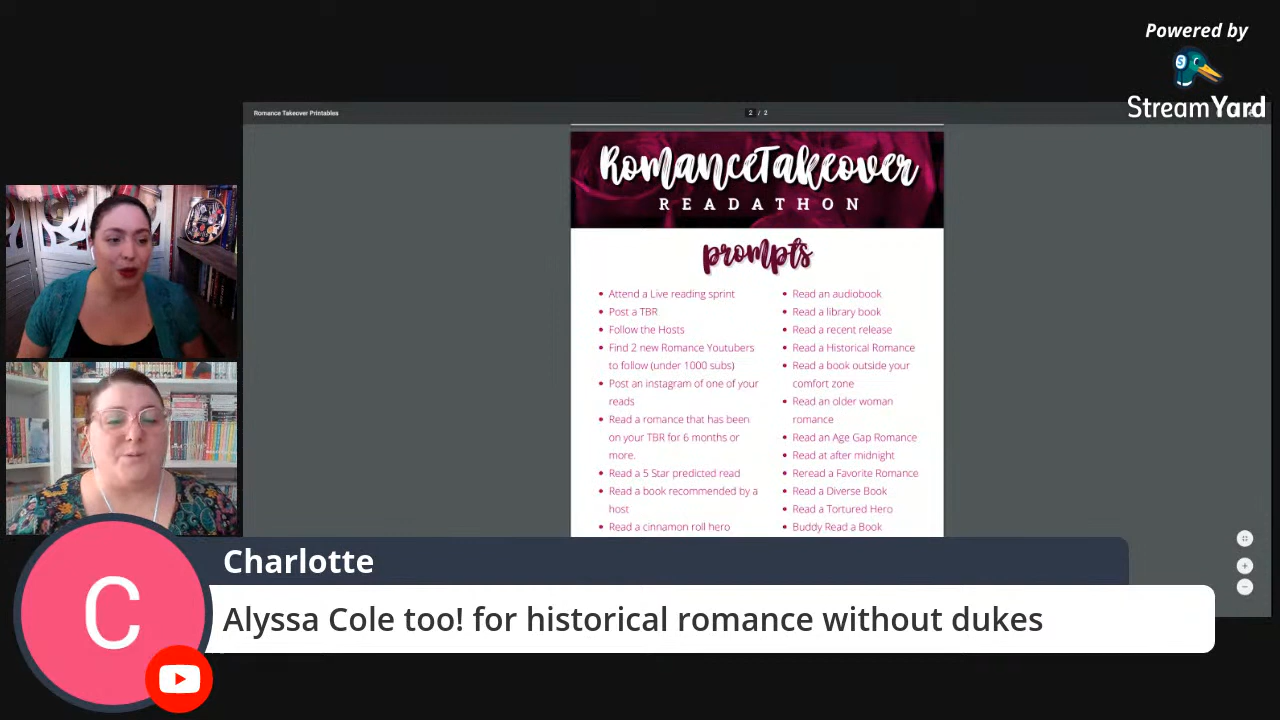 Powered by
StreamYard
Romance Takeover Printables
2 / 2
RomanceTakeover
READATHON
prompts
Attend a Live reading sprint
Post a TBR
Follow the Hosts
Find 2 new Romance Youtubers
to follow (under 1000 subs)
Post an instagram of one of your
reads
Read a romance that has been
on your TBR for 6 months or
more.
Read a 5 Star predicted read
Read a book recommended by a
host
Read a cinnamon roll hero
Read an audiobook
Read a library book
Read a recent release
Read a Historical Romance
Read a book outside your
comfort zone
Read an older woman
romance
Read an Age Gap Romance
Read at after midnight
Reread a Favorite Romance
Read a Diverse Book
Read a Tortured Hero
Buddy Read a Book
C
Charlotte
Alyssa Cole too! for historical romance without dukes